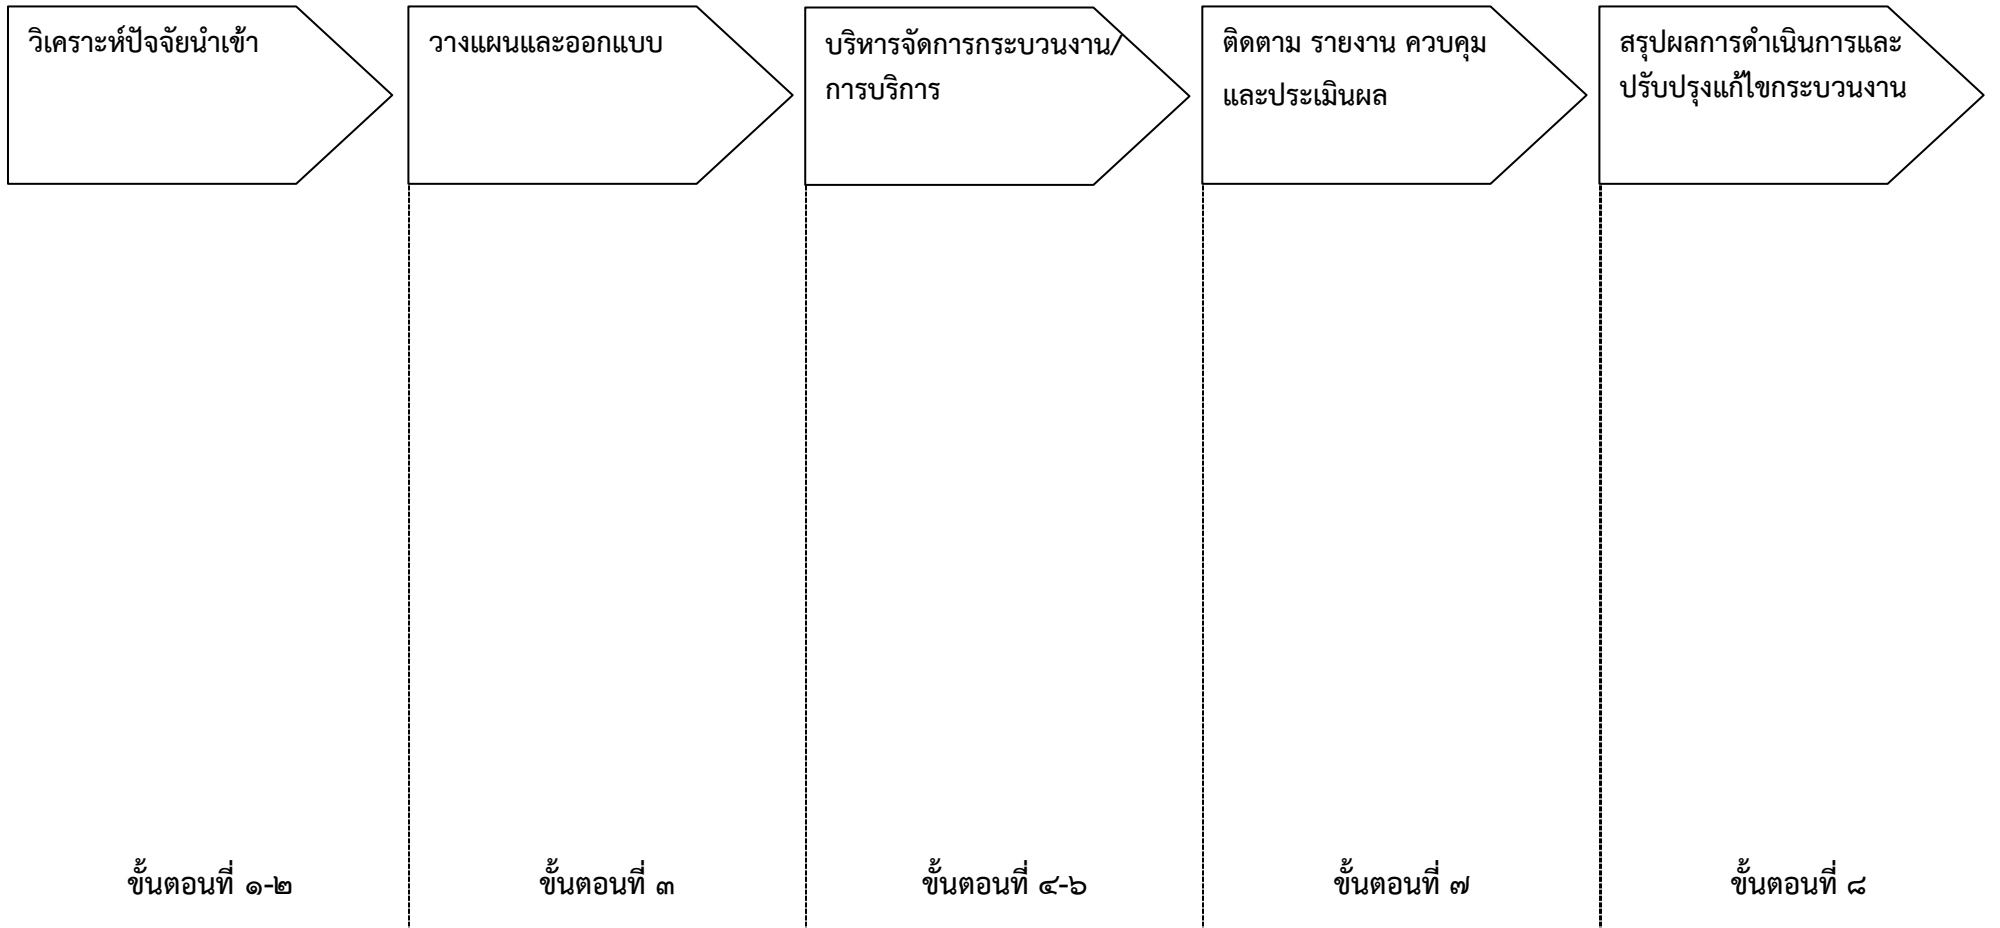 วิเคราะห์ปัจจัยนำเข้า
วางแผนและออกแบบ
บริหารจัดการกระบวนงาน/
การบริการ
ติดตาม รายงาน ควบคุม
และประเมินผล
สรุปผลการดำเนินการและ
ปรับปรุงแก้ไขกระบวนงาน
ขั้นตอนที่ ๑-๒
ขั้นตอนที่ ๓
ขั้นตอนที่ ๔-๖
ขั้นตอนที่ ๗
ขั้นตอนที่ ๘